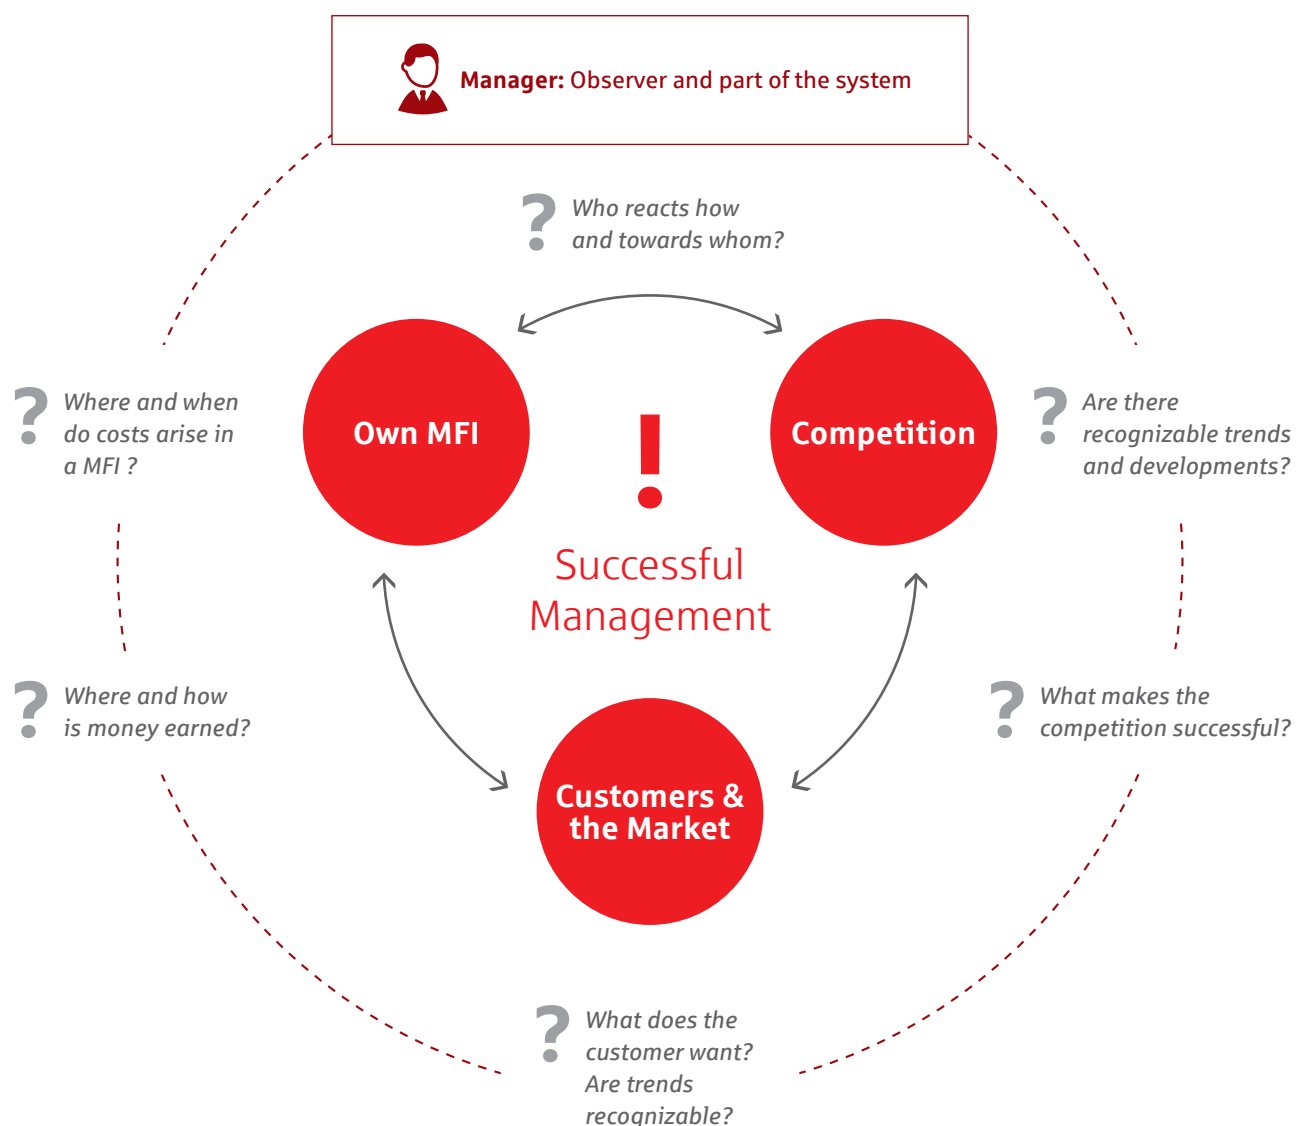 Manager: Observer and part of the system
?
Who reacts how
and towards whom?
?
Where and when
do costs arise in
a MFI ?
Own MFI
!
Competition
?
Are there
recognizable trends
and developments?
Successful
Management
?
Where and how
is money earned?
?
What makes the
competition successful?
Customers &
the Market
?
What does the
customer want?
Are trends
recognizable?